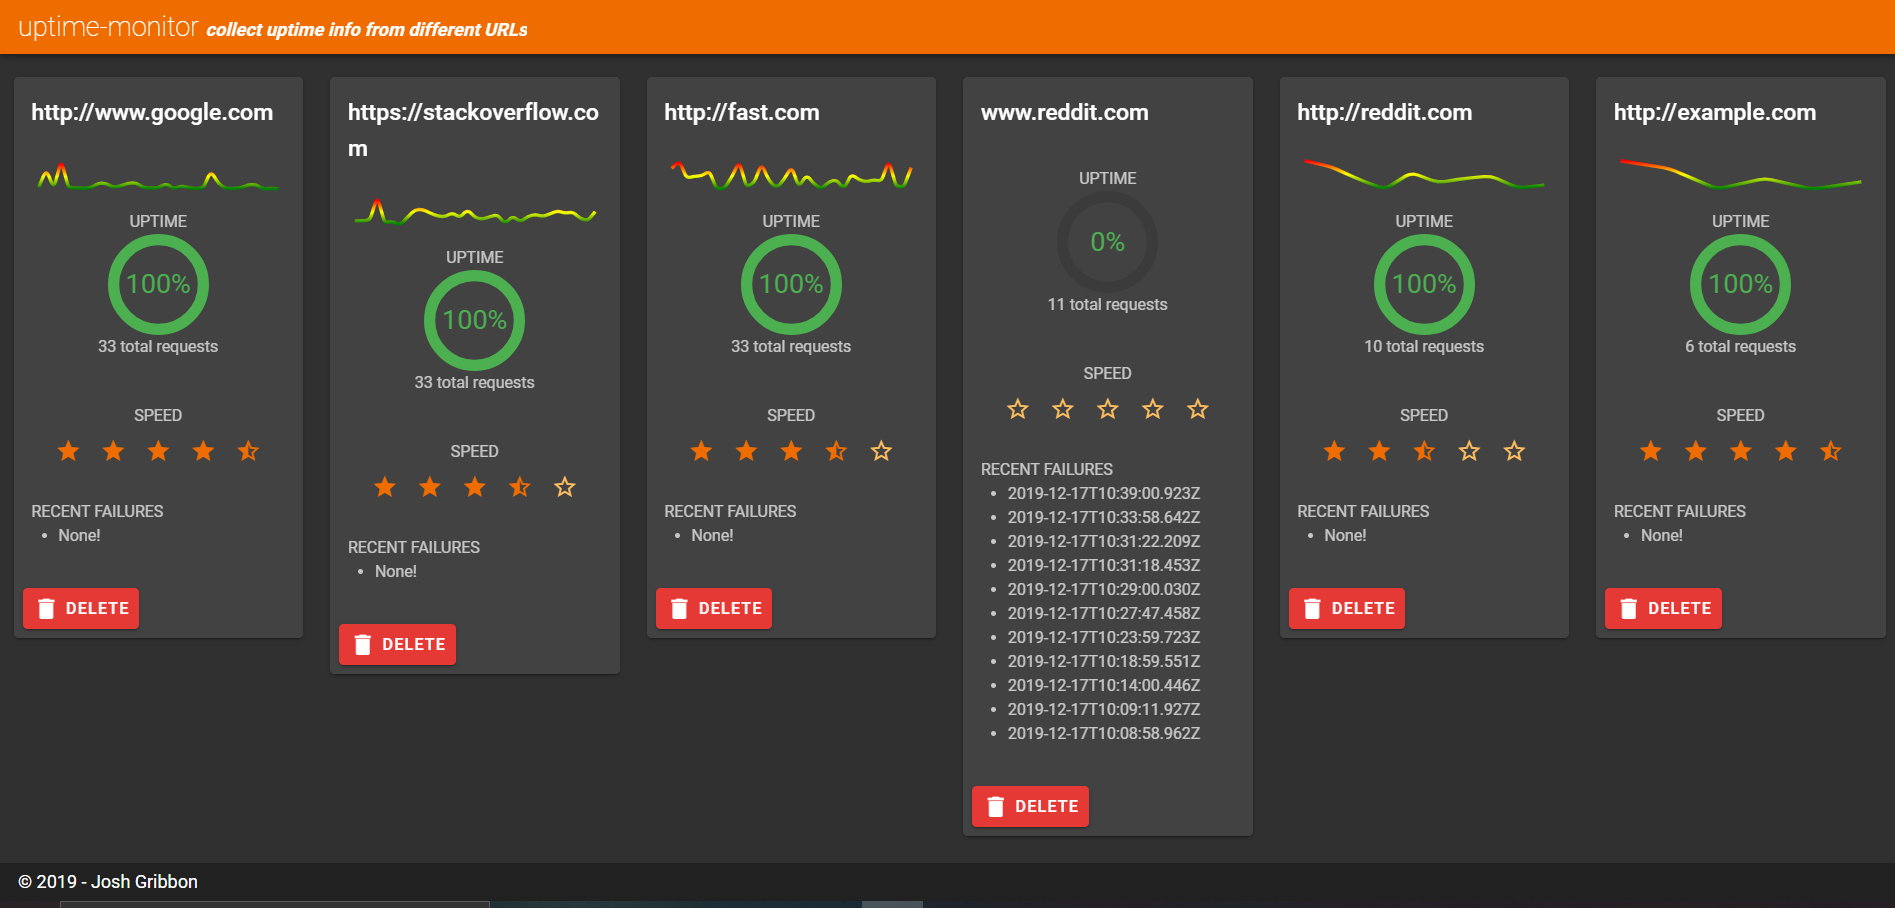 uptime-monitor collect uptime info from different URLs
http://www.google.com
UPTIME
100%
33 total requests
SPEED
RECENT FAILURES
None!
DELETE
https://stackoverflow.co
m
UPTIME
100%
33 total requests
SPEED
RECENT FAILURES
None!
DELETE
http://fast.com
UPTIME
100%
33 total requests
SPEED
RECENT FAILURES
None!
DELETE
www.reddit.com
UPTIME
0%
11 total requests
SPEED
RECENT FAILURES
2019-12-17T10:39:00.923Z
2019-12-17T10:33:58.642Z
2019-12-17T10:31:22.209Z
2019-12-17T10:31:18.453Z
2019-12-17T10:29:00.030Z
2019-12-17T10:27:47.458Z
2019-12-17T10:23:59.723Z
2019-12-17T10:18:59.551Z
2019-12-17T10:14:00.446Z
2019-12-17T10:09:11.927Z
2019-12-17T10:08:58.962Z
DELETE
http://reddit.com
UPTIME
100%
10 total requests
SPEED
RECENT FAILURES
None!
DELETE
http://example.com
UPTIME
100%
6 total requests
SPEED
RECENT FAILURES
None!
DELETE
© 2019 - Josh Gribbon